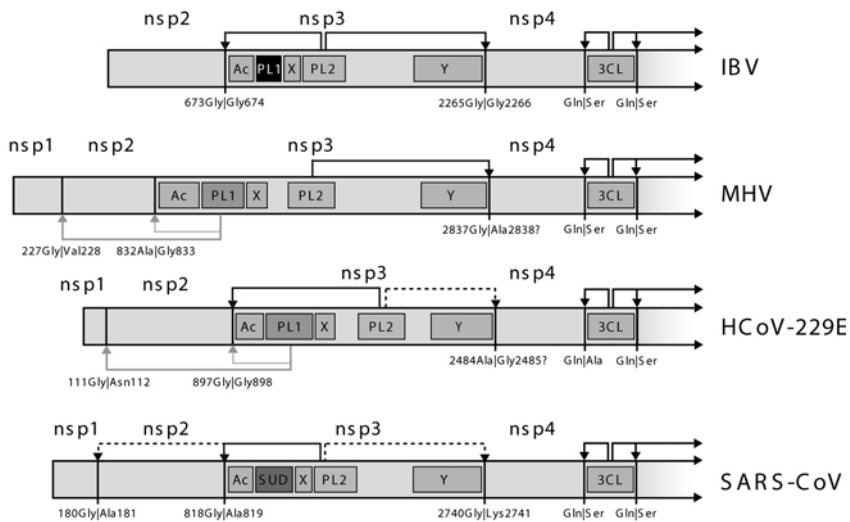 nsp2 nsp3 nsp4
Ac PL1 X PL2 Y 3CL
IBV
673Gly|Gly674 2265Gly|Gly2266 Gln|Ser Gln|Ser
nsp1 nsp2 nsp3 nsp4
Ac PL1 X PL2 Y 3CL
MHV
2837Gly|Ala2838? Gln|Ser Gln|Ser
227Gly|Val228 832Ala|Gly833
nsp1 nsp2 nsp3 nsp4
Ac PL1 X PL2 Y 3CL
HCoV-229E
2484Ala|Gly2485? Gln|Ala Gln|Ser
111Gly|Asn112 897Gly|Gly898
nsp1 nsp2 nsp3 nsp4
Ac SUD X PL2 Y 3CL
SARS-CoV
180Gly|Ala181 818Gly|Ala819 2740Gly|Lys2741 Gln|Ser Gln|Ser